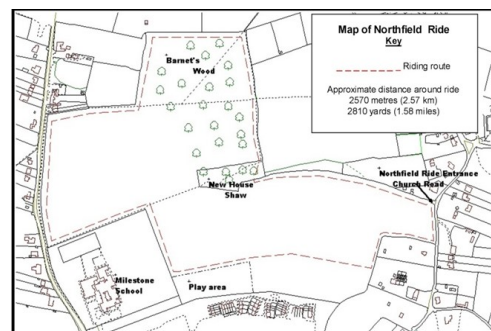 Map of Northfield Ride
Key
Riding route
Approximate distance around ride
2570 metres (2.57 km)
2810 yards (1.58 miles)
Barnet's
Wood
New House
Shaw
Northfield Ride Entrance
Church Road
Milestone
School
Play area